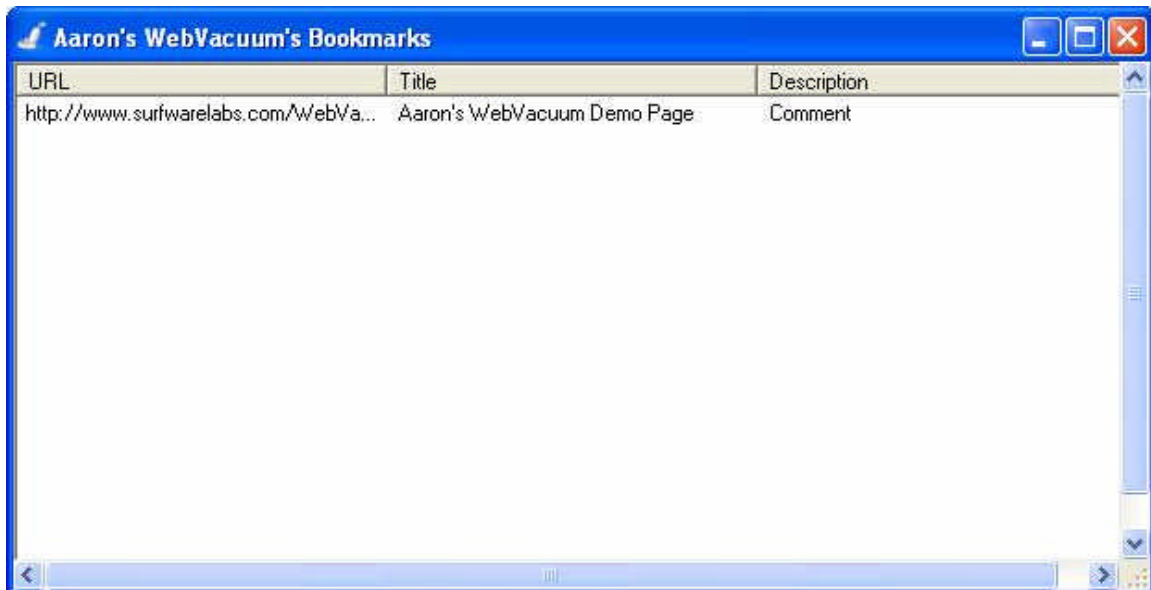 Aaron's WebVacuum's Bookmarks
URL Title Description
http://www.surfwarelabs.com/WebVa... Aaron's WebVacuum Demo Page Comment